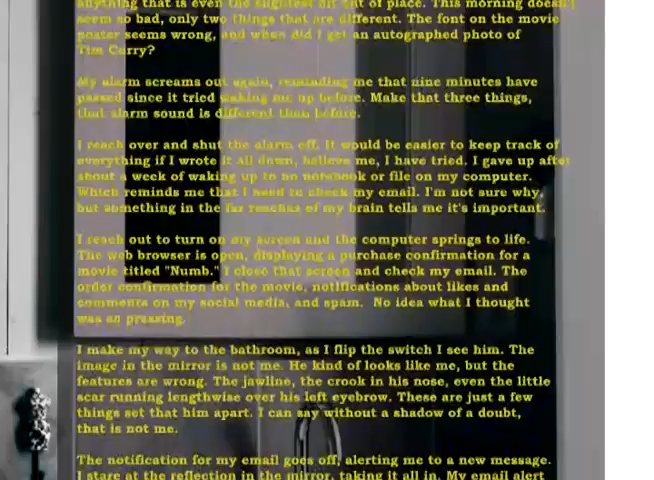 anything that is even the slightest bit out of place. This morning doesn't
seem so bad, only two things that are different. The font on the movie
poster seems wrong, and when did I get an autographed photo of
Tim Curry?
My alarm screams out again, reminding me that nine minutes have
passed since it tried waking me up before. Make that three things,
that alarm sound is different than before.
I reach over and shut the alarm off. It would be easier to keep track of
everything if I wrote it all down, believe me, I have tried. I gave up after
about a week of waking up to no notebook or file on my computer.
Which reminds me that I need to check my email. I'm not sure why,
but something in the far reaches of my brain tells me it's important.
I reach out to turn on my screen and the computer springs to life.
The web browser is open, displaying a purchase confirmation for a
movie titled "Numb." I close that screen and check my email. The
order confirmation for the movie, notifications about likes and
comments on my social media, and spam. No idea what I thought
was so pressing.
I make my way to the bathroom, as I flip the switch I see him. The
image in the mirror is not me. He kind of looks like me, but the
features are wrong. The jawline, the crook in his nose, even the little
scar running lengthwise over his left eyebrow. These are just a few
things set that him apart. I can say without a shadow of a doubt,
that is not me.
The notification for my email goes off, alerting me to a new message.
I stare at the reflection in the mirror, taking it all in. My email alert